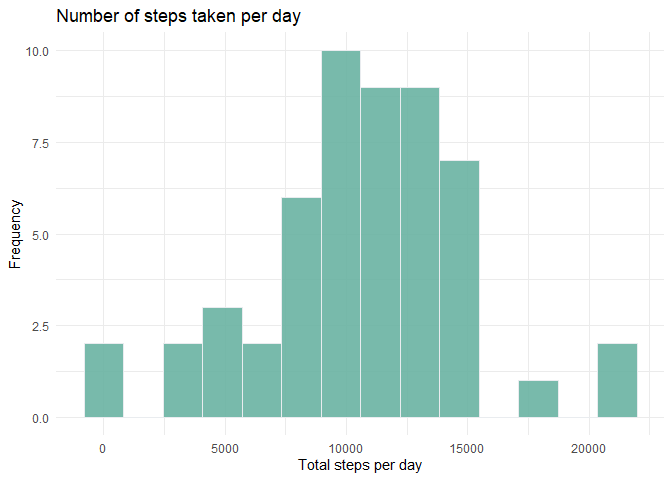 Number of steps taken per day
10.0
7.5
5.0
2.5
0.0
Frequency
0 5000 10000 15000 20000
Total steps per day